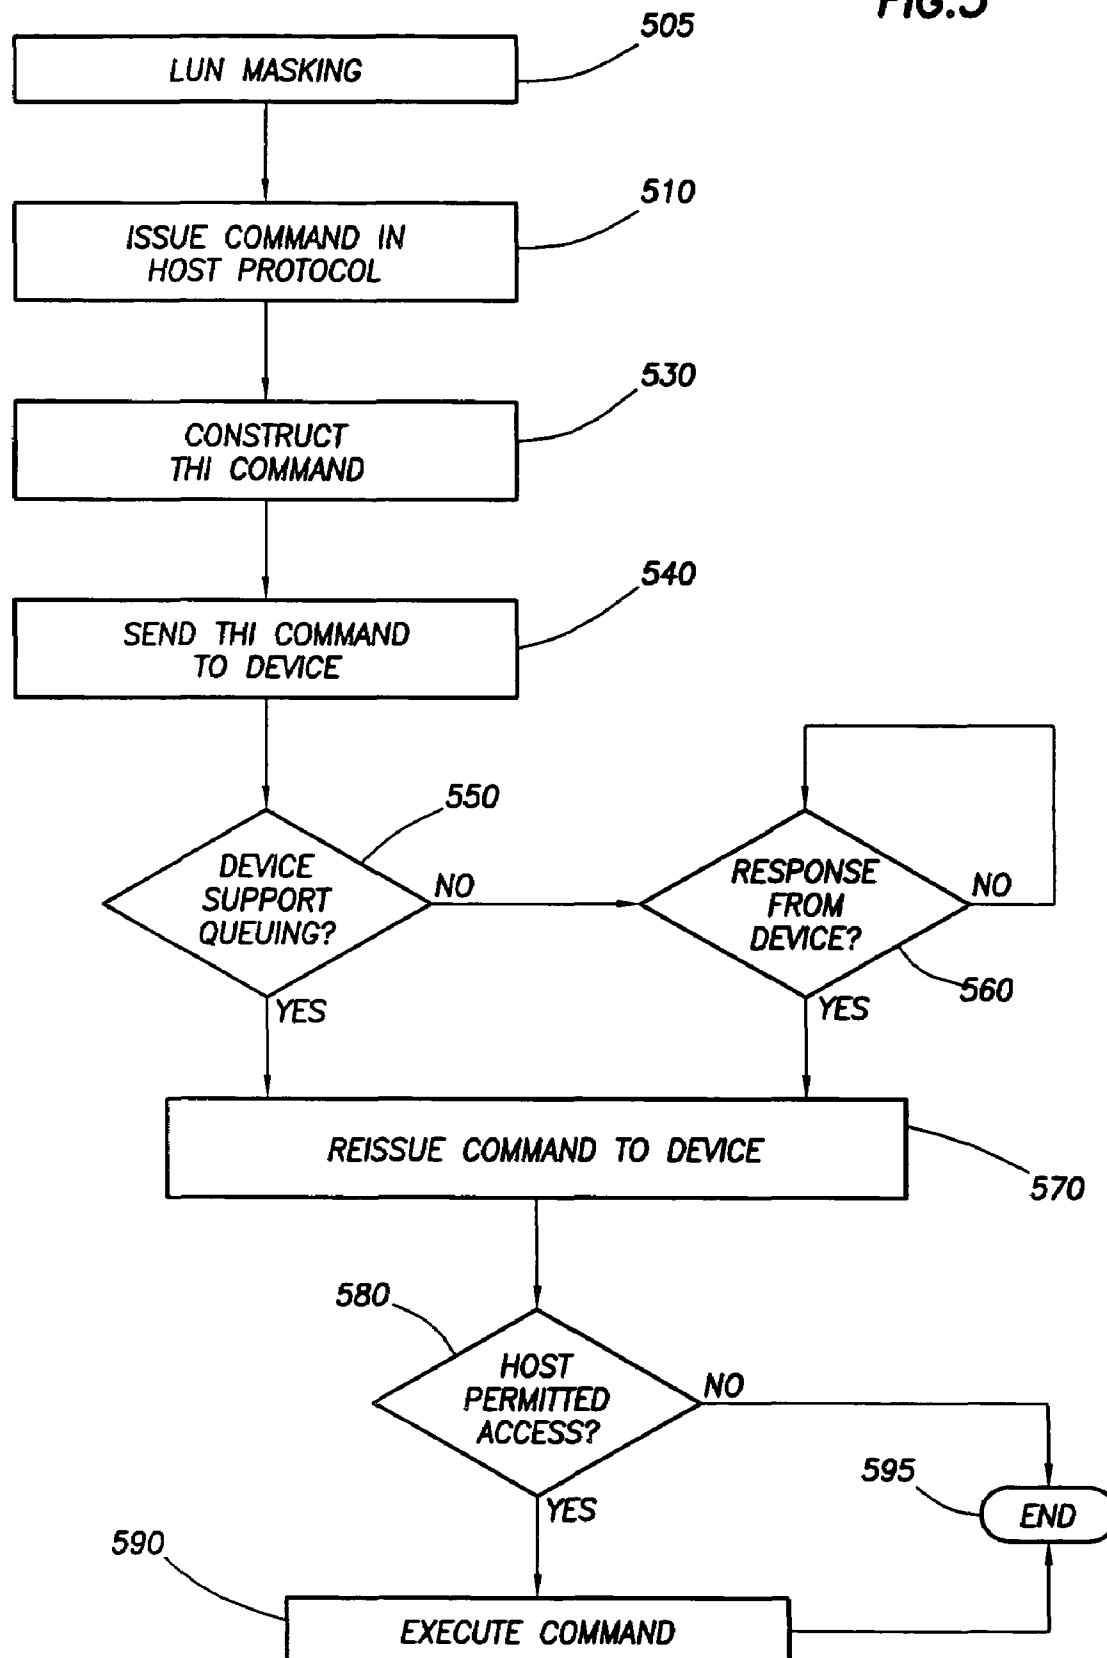 FIG.5
505
LUN MASKING
510
ISSUE COMMAND IN
HOST PROTOCOL
530
CONSTRUCT
THI COMMAND
540
SEND THI COMMAND
TO DEVICE
550
DEVICE
SUPPORT
QUEUING?
NO
YES
RESPONSE
FROM
DEVICE?
NO
560
YES
REISSUE COMMAND TO DEVICE
570
580
HOST
PERMITTED
ACCESS?
NO
YES
595
END
590
EXECUTE COMMAND